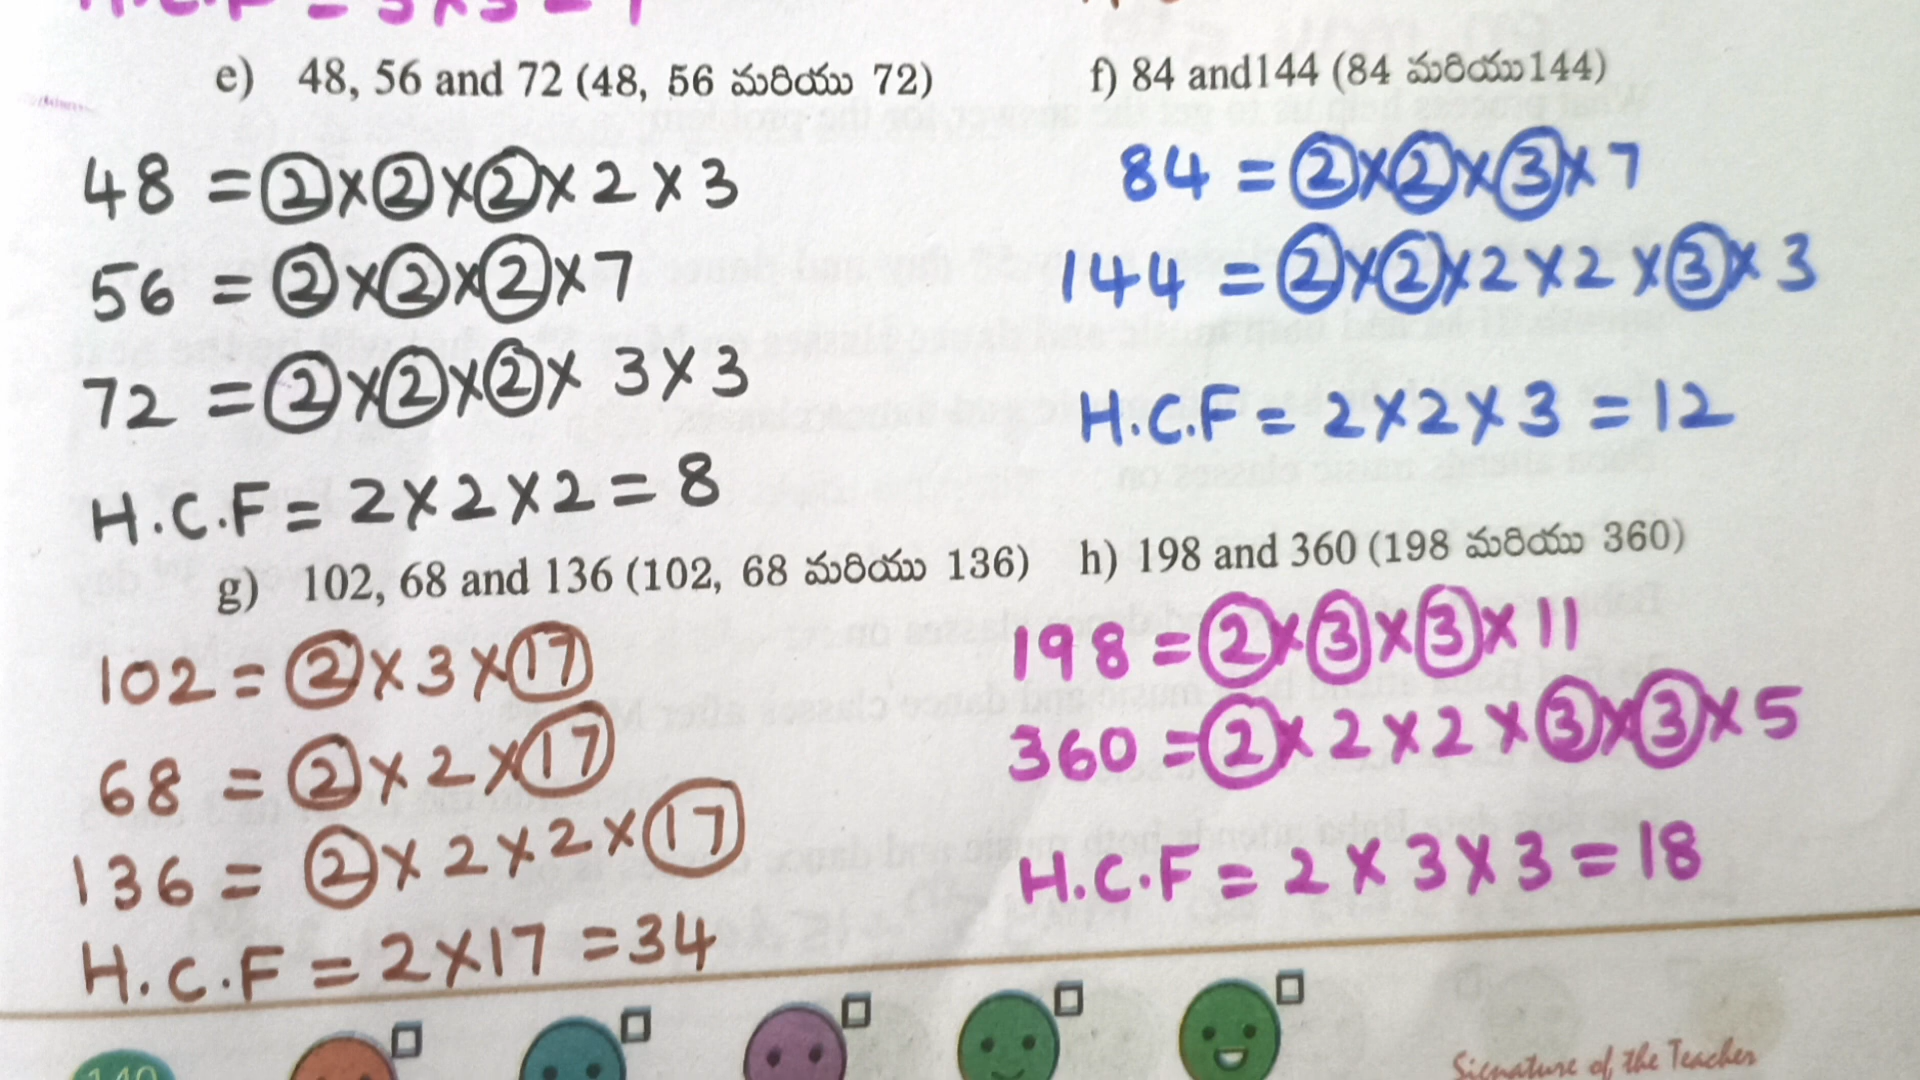 e) 48, 56 and 72 (48, 56 మరియు 72)
48 = 2 × 2 × 2 × 2 × 3
56 = 2 × 2 × 2 × 7
72 = 2 × 2 × 2 × 3 × 3
H.C.F = 2 × 2 × 2 = 8
f) 84 and144 (84 మరియు144)
84 = 2 × 2 × 3 × 7
144 = 2 × 2 × 2 × 2 × 3 × 3
H.C.F = 2 × 2 × 3 = 12
g) 102, 68 and 136 (102, 68 మరియు 136)
102 = 2 × 3 × 17
68 = 2 × 2 × 17
136 = 2 × 2 × 2 × 17
H.C.F = 2 × 17 = 34
h) 198 and 360 (198 మరియు 360)
198 = 2 × 3 × 3 × 11
360 = 2 × 2 × 2 × 3 × 3 × 5
H.C.F = 2 × 3 × 3 = 18
Signature of the Teacher